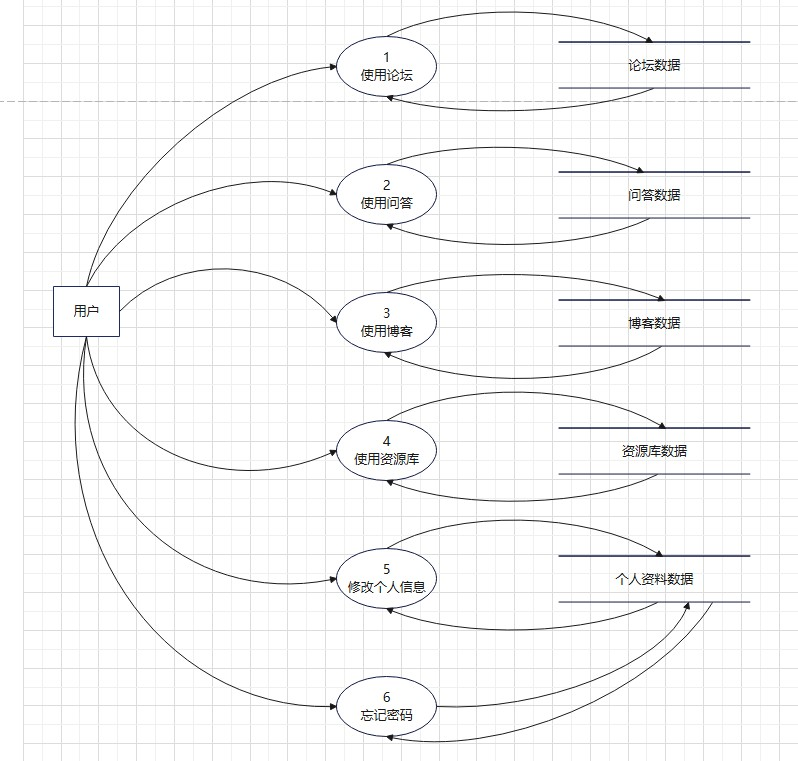 1
使用论坛
论坛数据
2
使用问答
问答数据
用户
3
使用博客
博客数据
4
使用资源库
资源库数据
5
修改个人信息
个人资料数据
6
忘记密码